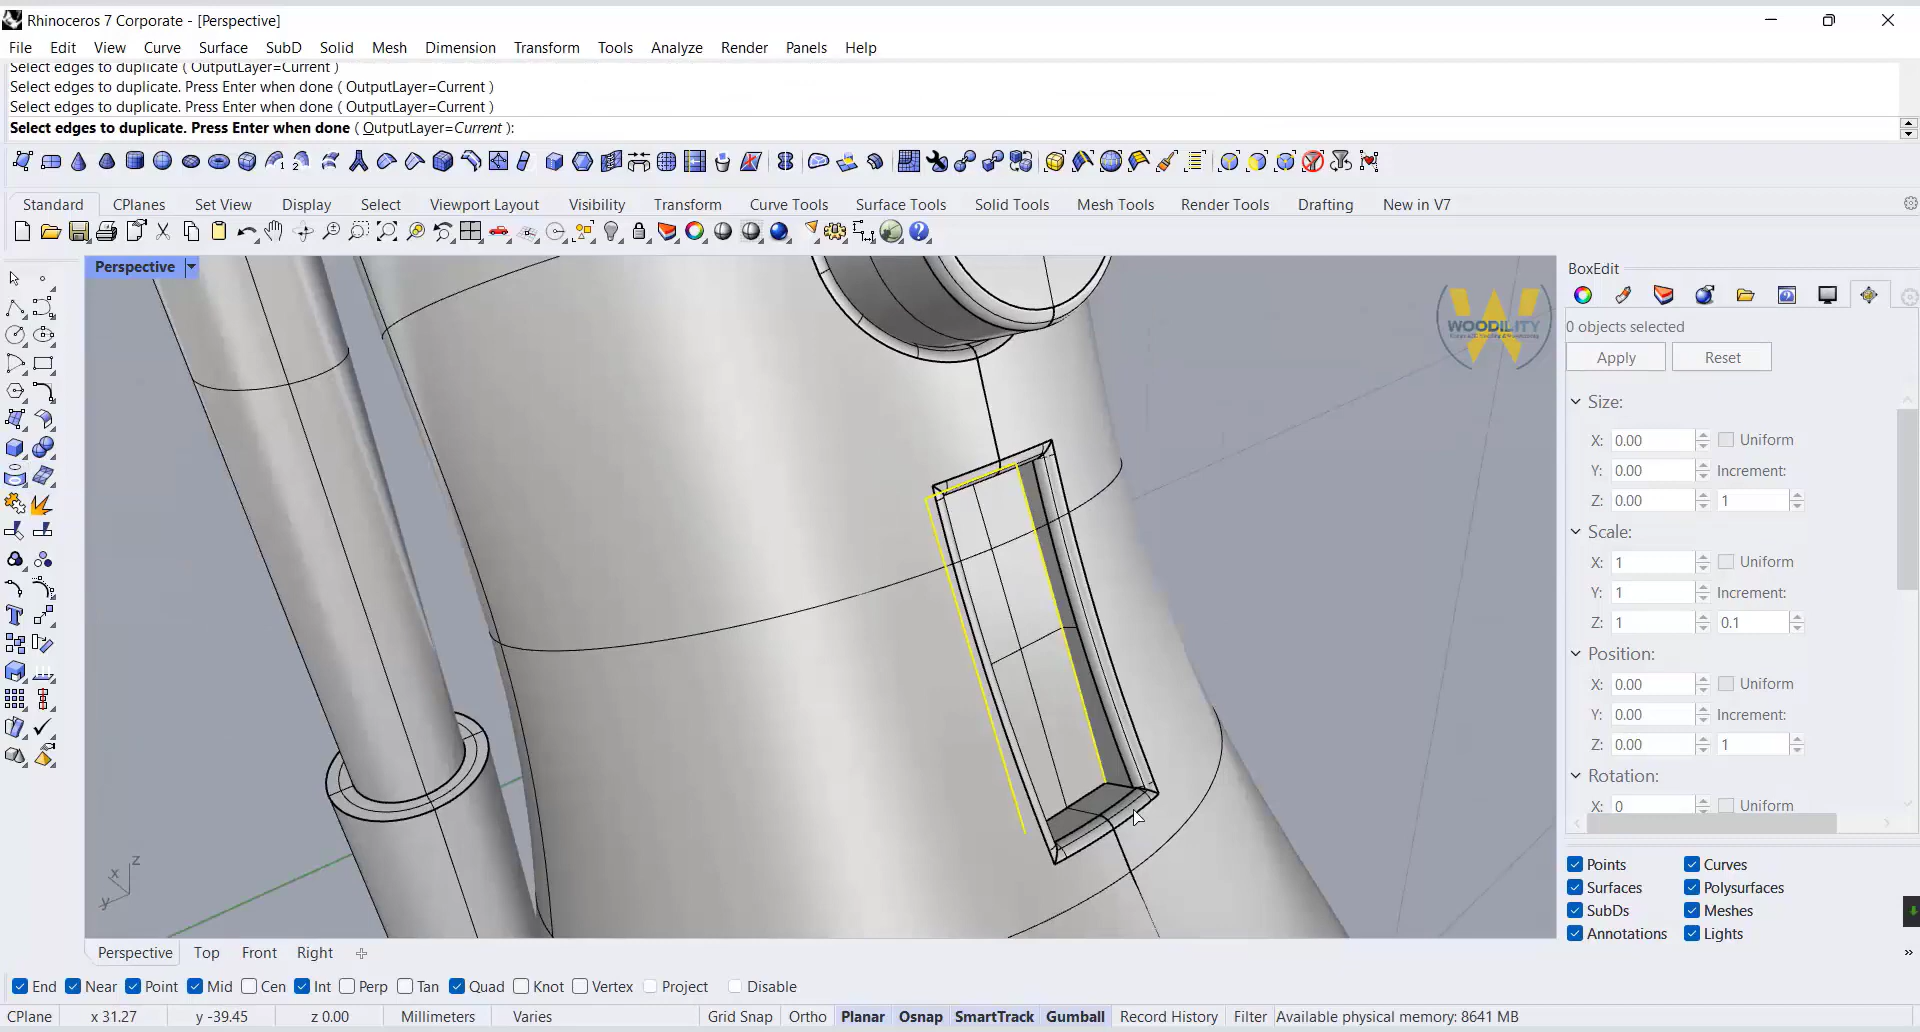 Rhinoceros 7 Corporate - [Perspective]
File Edit View Curve Surface SubD Solid Mesh Dimension Transform Tools Analyze Render Panels Help
Select edges to duplicate ( OutputLayer=Current )
Select edges to duplicate. Press Enter when done ( OutputLayer=Current )
Select edges to duplicate. Press Enter when done ( OutputLayer=Current )
Select edges to duplicate. Press Enter when done ( OutputLayer=Current ):
Standard CPlanes Set View Display Select Viewport Layout Visibility Transform Curve Tools Surface Tools Solid Tools Mesh Tools Render Tools Drafting New in V7
Perspective
BoxEdit
WOODILITY
0 objects selected
Apply Reset
Size:
X: 0.00 Uniform
Y: 0.00 Increment:
Z: 0.00 1
Scale:
X: 1 Uniform
Y: 1 Increment:
Z: 1 0.1
Position:
X: 0.00 Uniform
Y: 0.00 Increment:
Z: 0.00 1
Rotation:
X: 0 Uniform
z
x
y
Points Curves
Surfaces Polysurfaces
SubDs Meshes
Annotations Lights
Perspective Top Front Right
End Near Point Mid Cen Int Perp Tan Quad Knot Vertex Project Disable
CPlane x 31.27 y -39.45 z 0.00 Millimeters Varies Grid Snap Ortho Planar Osnap SmartTrack Gumball Record History Filter Available physical memory: 8641 MB